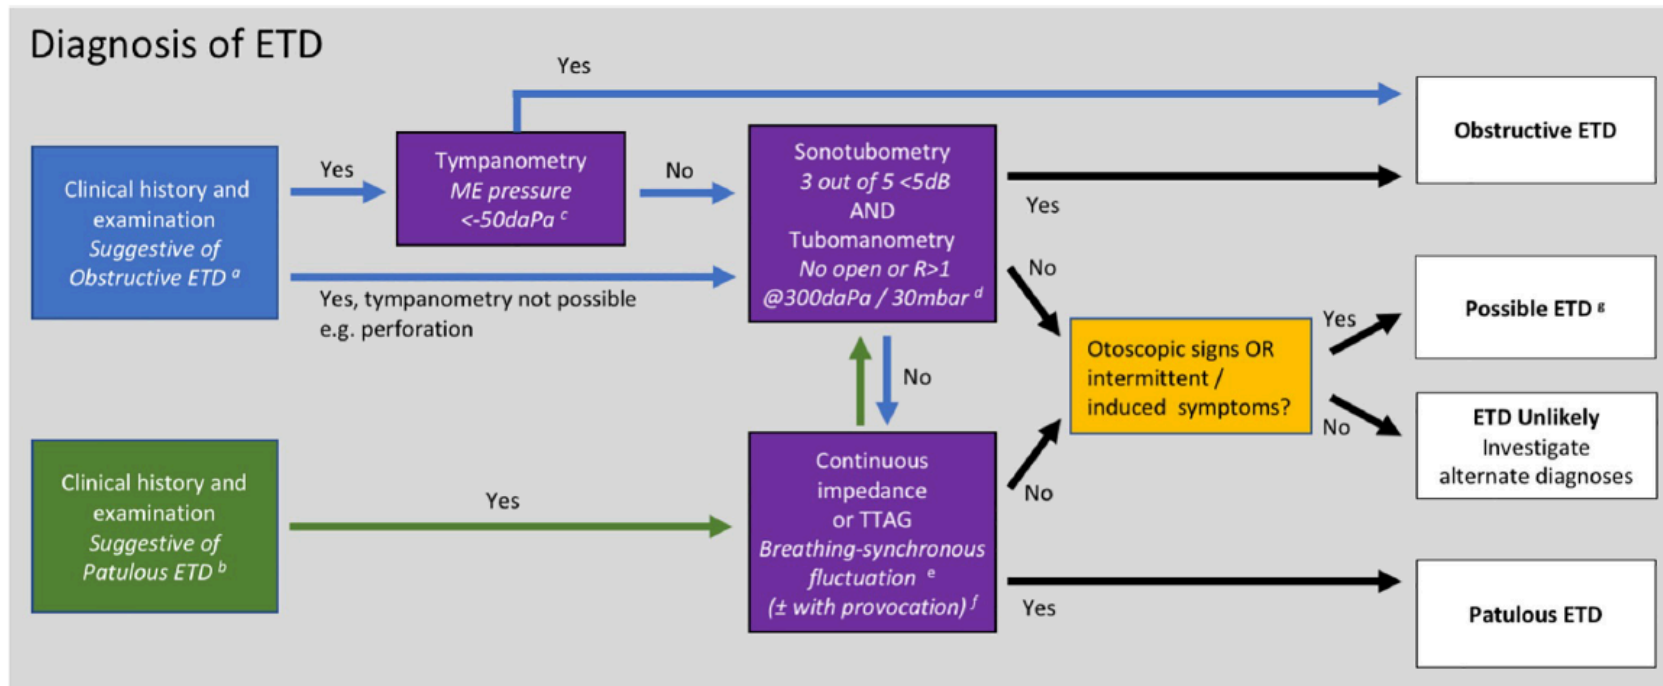 Diagnosis of ETD
Yes
Clinical history and
examination
Suggestive of
Obstructive ETD a
Yes
Tympanometry
ME pressure
<-50daPa c
No
Yes, tympanometry not possible
e.g. perforation
Sonotubometry
3 out of 5 <5dB
AND
Tubomanometry
No open or R>1
@300daPa / 30mbar d
Yes
No
Obstructive ETD
No
Otoscopic signs OR
intermittent /
induced symptoms?
Yes
No
Possible ETD g
ETD Unlikely
Investigate
alternate diagnoses
Clinical history and
examination
Suggestive of
Patulous ETD b
Yes
Continuous
impedance
or TTAG
Breathing-synchronous
fluctuation e
(± with provocation) f
No
Yes
Patulous ETD